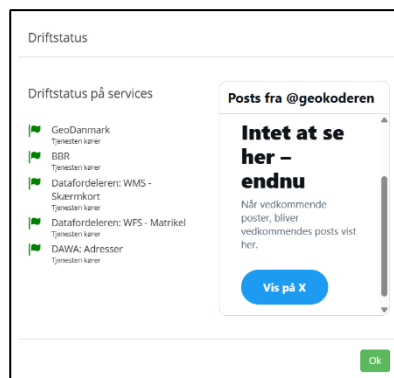 Driftstatus
Driftstatus på services
GeoDanmark
Tjenesten kører
BBR
Tjenesten kører
Datafordeleren: WMS -
Skærmkort
Tjenesten kører
Datafordeleren: WFS - Matrikel
Tjenesten kører
DAWA: Adresser
Tjenesten kører
Posts fra @geokoderen
Intet at se
her –
endnu
Når vedkommende
poster, bliver
vedkommendes posts vist
her.
Vis på X
Ok